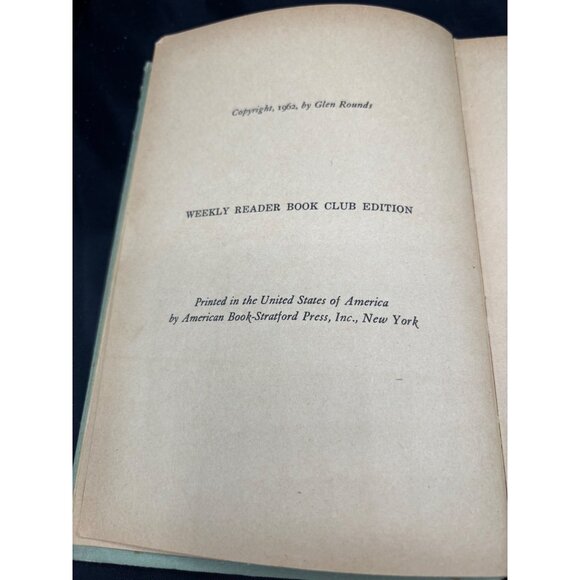 Copyright, 1962, by Glen Rounds
WEEKLY READER BOOK CLUB EDITION
Printed in the United States of America
by American Book-Stratford Press, Inc., New York